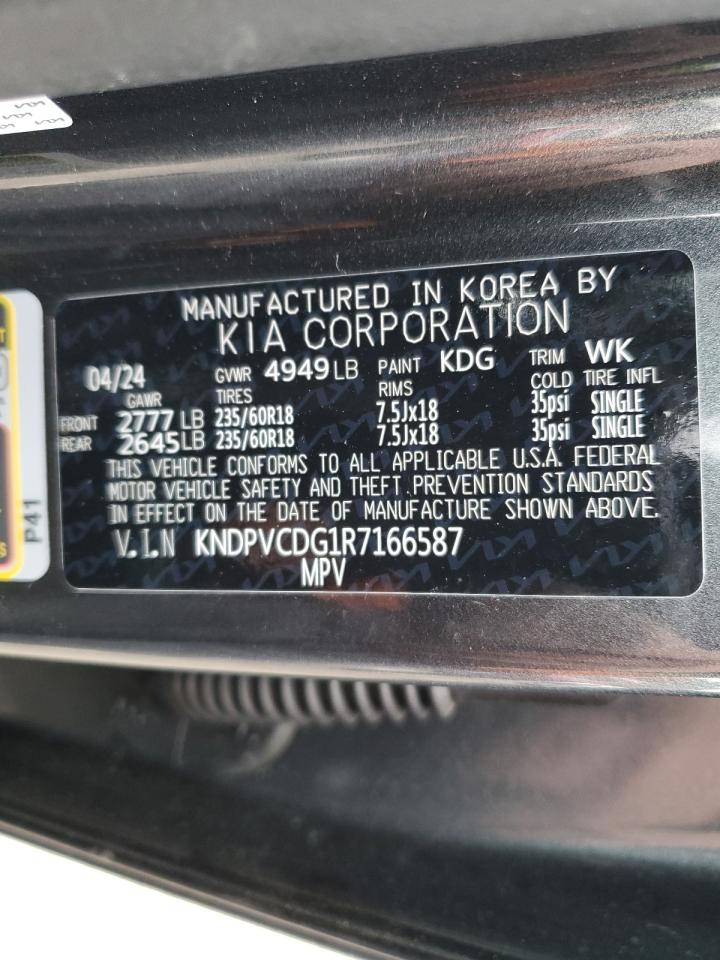 MANUFACTURED IN KOREA BY
KIA CORPORATION
04/24 GVWR 4949 LB PAINT KDG TRIM WK
GAWR TIRES RIMS COLD TIRE INFL
FRONT 2777 LB 235/60R18 7.5Jx18 35psi SINGLE
REAR 2645 LB 235/60R18 7.5Jx18 35psi SINGLE
THIS VEHICLE CONFORMS TO ALL APPLICABLE U.S.A. FEDERAL
MOTOR VEHICLE SAFETY AND THEFT PREVENTION STANDARDS
IN EFFECT ON THE DATE OF MANUFACTURE SHOWN ABOVE.
V.I.N KNDPVCDG1R7166587
MPV
P41